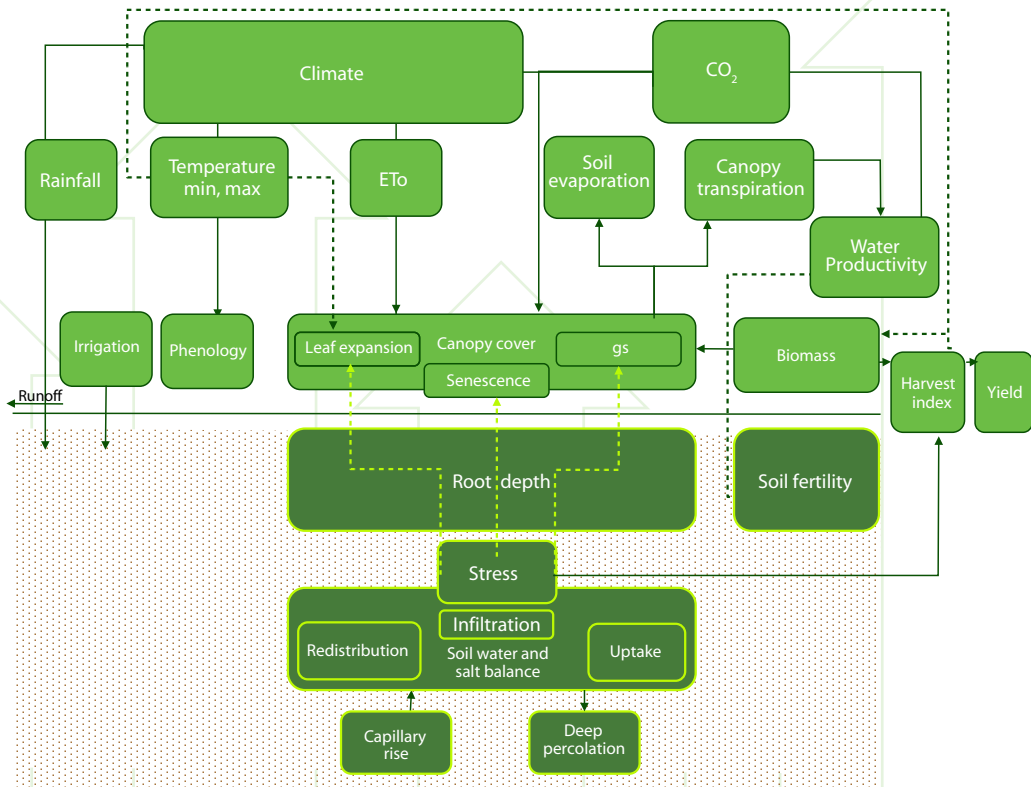 Climate
CO2
Rainfall
Temperature
min, max
ETo
Soil
evaporation
Canopy
transpiration
Water
Productivity
Irrigation
Phenology
Leaf expansion
Canopy cover
gs
Senescence
Biomass
Harvest
index
Yield
Runoff
Root depth
Soil fertility
Stress
Infiltration
Redistribution
Soil water and
salt balance
Uptake
Capillary
rise
Deep
percolation